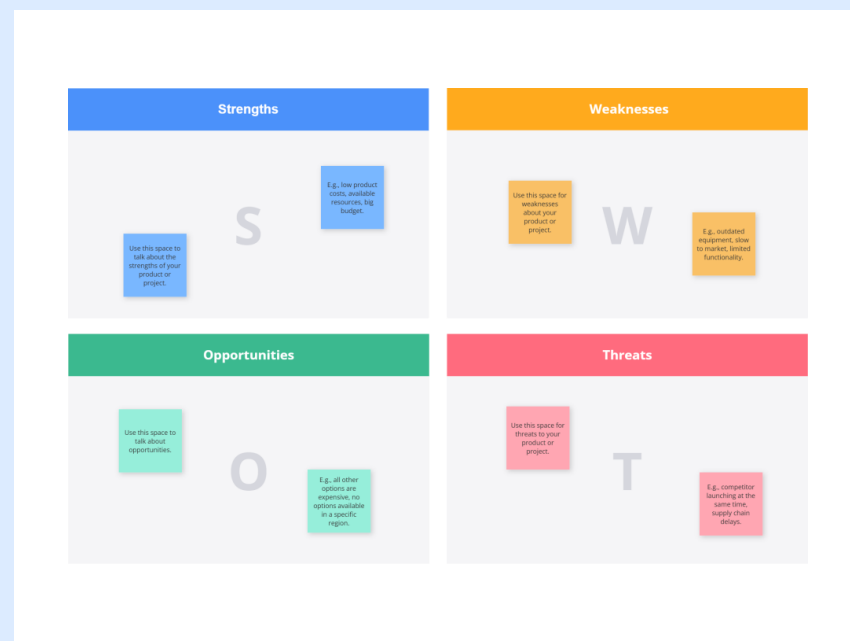 Strengths
E.g., low product
costs, available
resources, big
budget.
S
Use this space to
talk about the
strengths of your
product or
project.
Weaknesses
Use this space for
weaknesses
about your
product or
project.
W
E.g., outdated
equipment, slow
to market, limited
functionality.
Opportunities
Use this space to
talk about
opportunities.
O
E.g., all other
options are
expensive, no
options available
in a specific
region.
Threats
Use this space for
threats to your
product or
project.
T
E.g., competitor
launching at the
same time,
supply chain
delays.